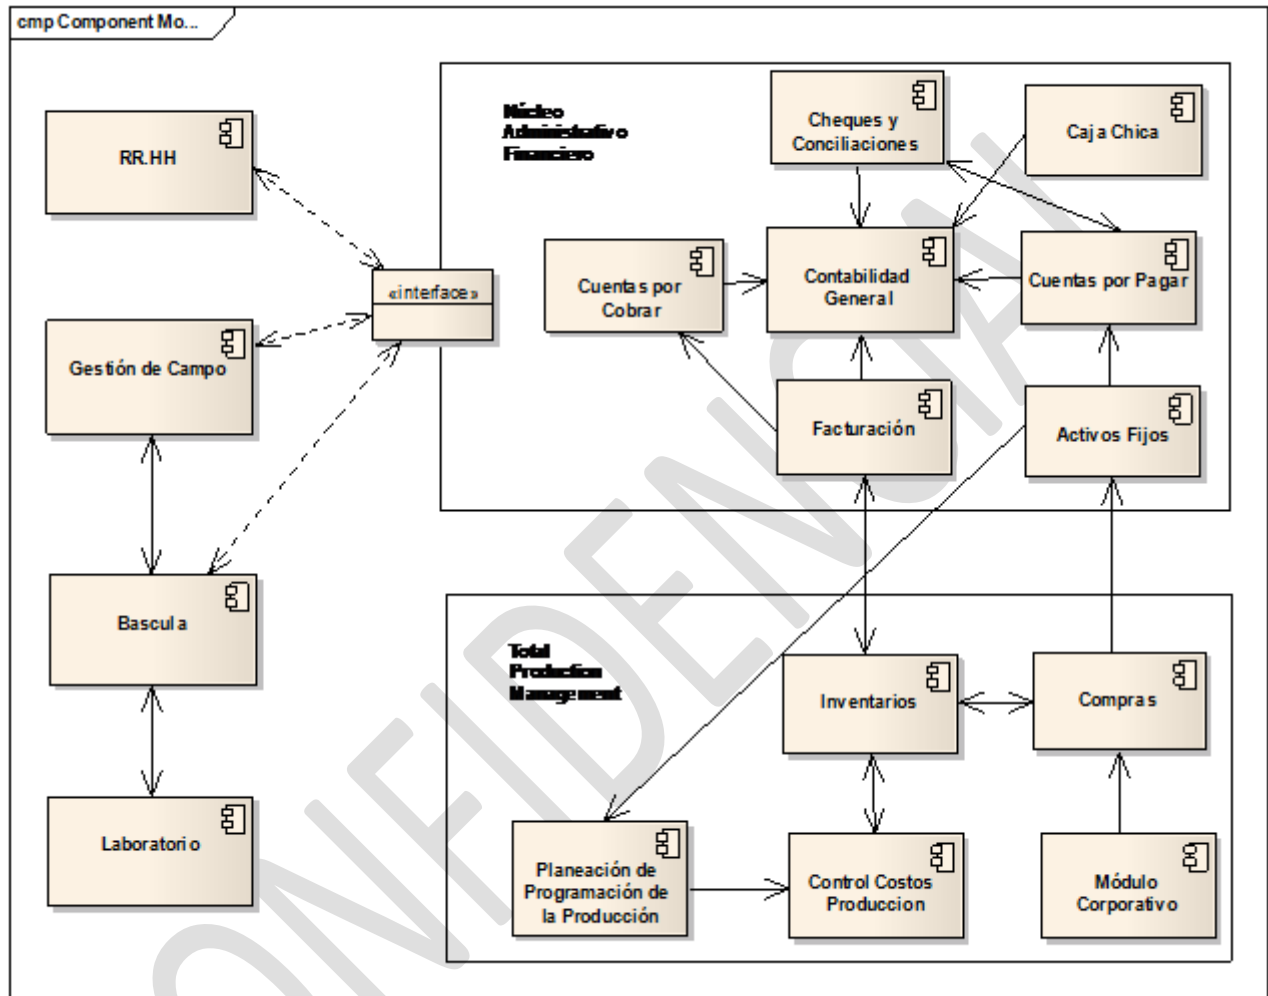 cmp Component Mo...
RR.HH
Núcleo
Administrativo
Financiero
Cheques y
Conciliaciones
Caja Chica
«interface»
Cuentas por
Cobrar
Contabilidad
General
Cuentas por Pagar
Gestión de Campo
Facturación
Activos Fijos
Bascula
Total
Production
Management
Inventarios
Compras
Laboratorio
Planeación de
Programación de
la Producción
Control Costos
Produccion
Módulo
Corporativo
ONFIDENCIAL